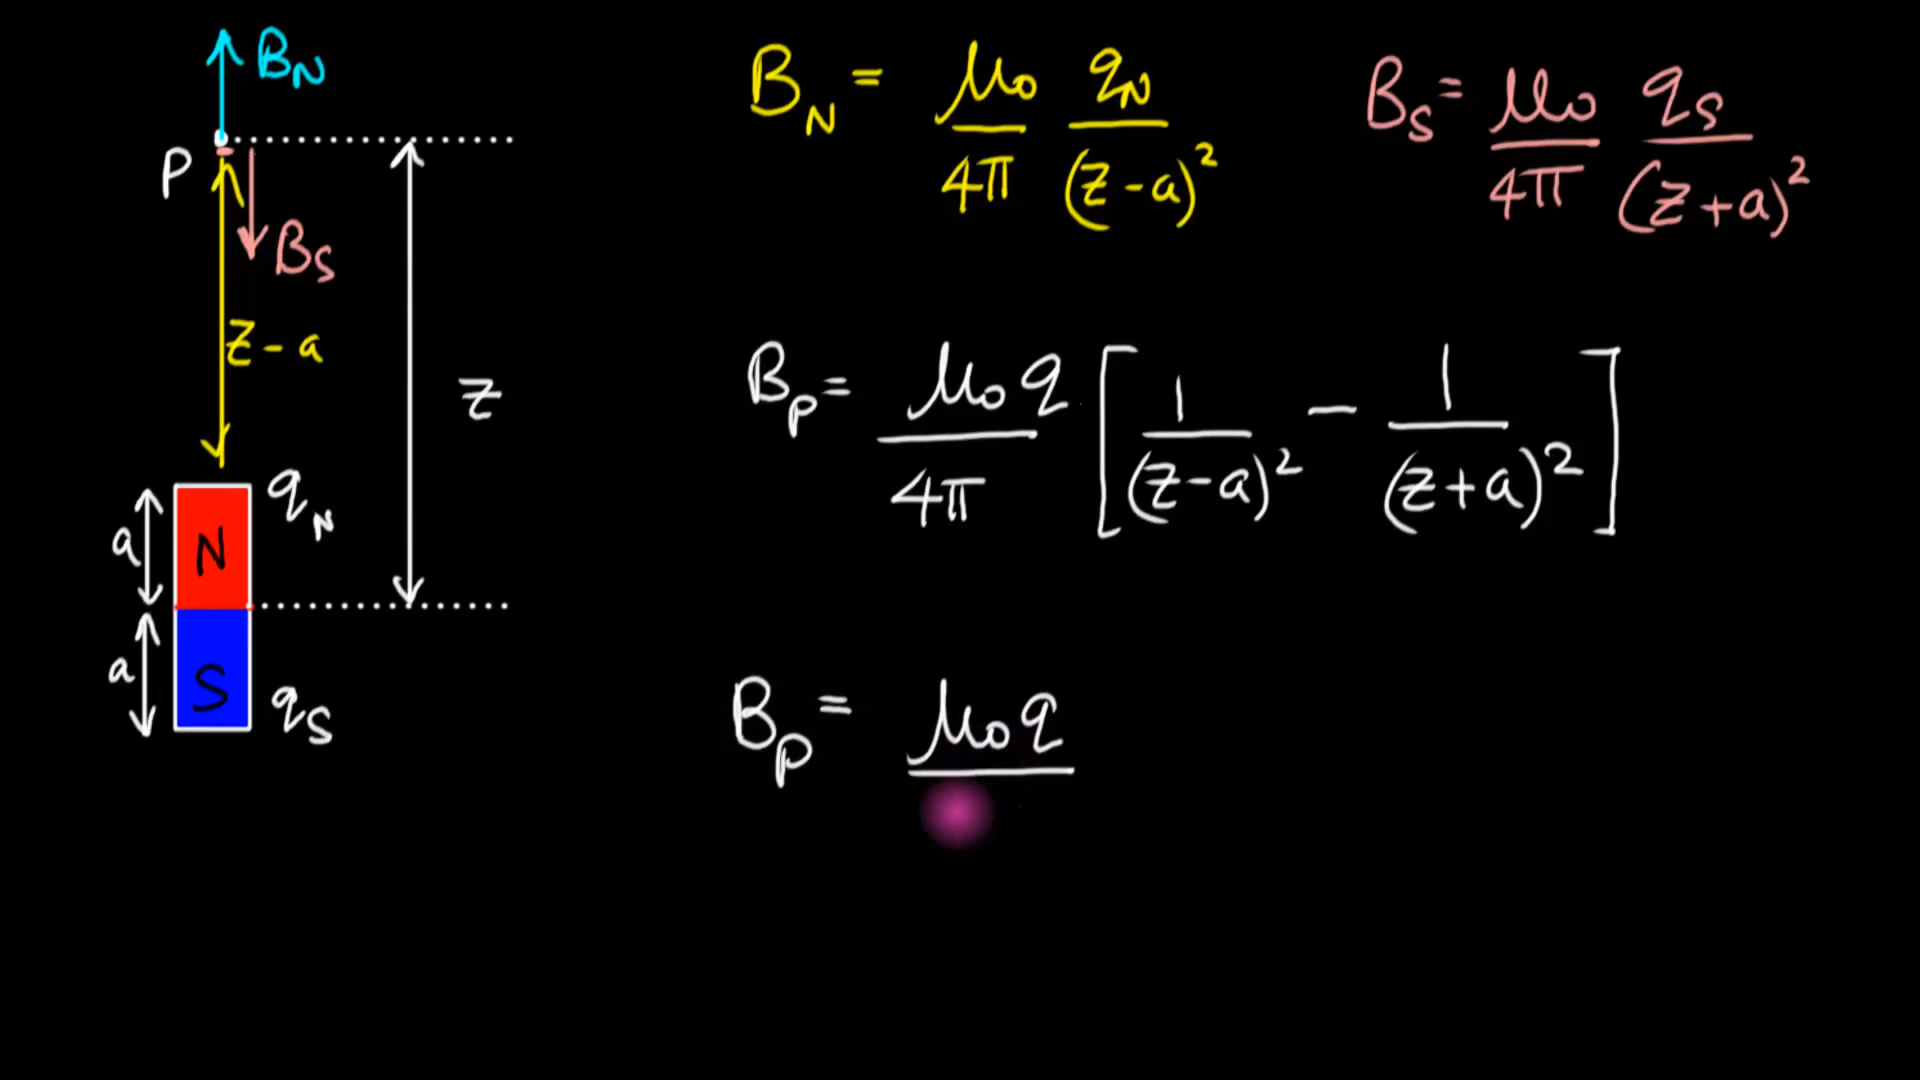 B_N
P
B_S
z - a
z
q_N
a
N
a
S
q_S
B_N = μ₀/4π q_N/(z-a)²
B_S = μ₀/4π q_S/(z+a)²
B_P = μ₀q/4π [1/(z-a)² - 1/(z+a)²]
B_P = μ₀q